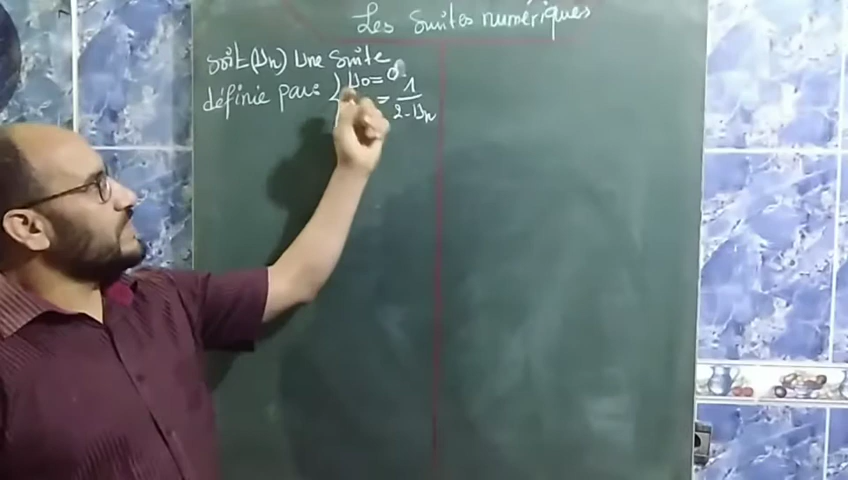 Les Suites numériques
soit (Un) Une Suite
définie par: { U0 = 0
= 1/(2-Un)